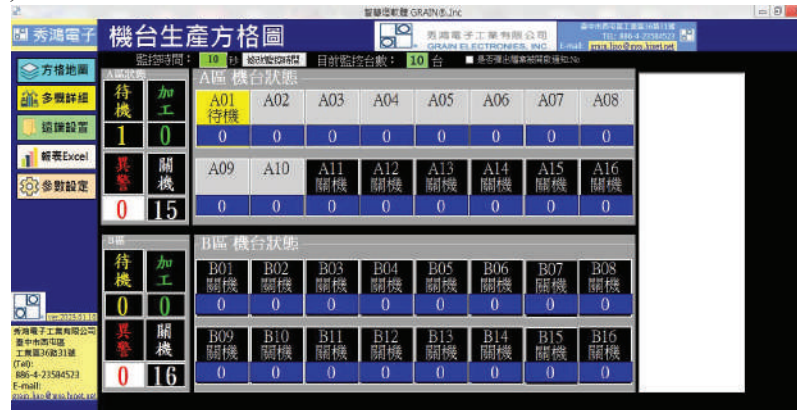 智慧恆軟體 GRAIN®.,Inc
秀鴻電子
機台生產方格圖
秀鴻電子工業有限公司
GRAIN ELECTRONIES, INC.
TEL: 886-4-23584523
E-mail:
監控時間： 10 秒
目前監控台數： 10 台
方格地圖
多機詳細
遠端設置
報表Excel
參數設定
A區狀態
待機
加工
1 0
異警
關機
0 15
A區 機台狀態
A01 待機
A02
A03
A04
A05
A06
A07
A08
0 0 0 0 0 0 0 0
A09
A10
A11 關機
A12 關機
A13 關機
A14 關機
A15 關機
A16 關機
0 0 0 0 0 0 0 0
B區
待機
加工
0 0
異警
關機
0 16
B區 機台狀態
B01 關機
B02 關機
B03 關機
B04 關機
B05 關機
B06 關機
B07 關機
B08 關機
0 0 0 0 0 0 0 0
B09 關機
B10 關機
B11 關機
B12 關機
B13 關機
B14 關機
B15 關機
B16 關機
0 0 0 0 0 0 0 0
秀鴻電子工業有限公司
臺中市西屯區
工業區36路31號
(Tel):
886-4-23584523
E-mail: